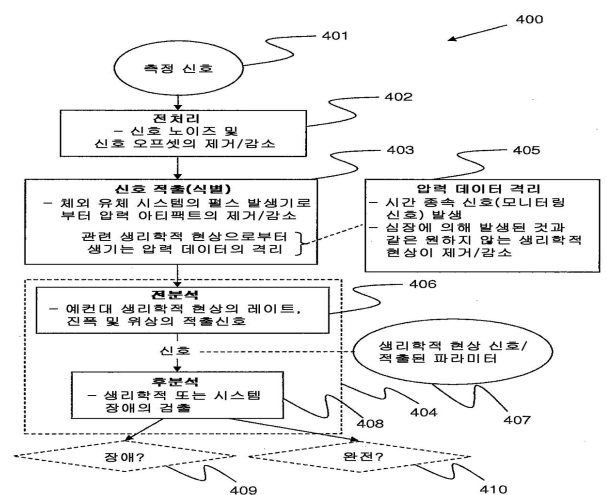 401
400
측정 신호
402
전처리
– 신호 노이즈 및
신호 오프셋의 제거/감소
403
405
신호 적출(식별)
– 체외 유체 시스템의 펄스 발생기로
부터 압력 아티팩트의 제거/감소
관련 생리학적 현상으로부터
생기는 압력 데이터의 격리
압력 데이터 격리
– 시간 종속 신호(모니터링
신호) 발생
– 심장에 의해 발생된 것과
같은 원하지 않는 생리학적
현상이 제거/감소
전분석
– 예컨대 생리학적 현상의 레이트,
진폭 및 위상의 적출신호
406
신호
생리학적 현상 신호/
적출된 파라미터
후분석
– 생리학적 또는 시스템
장애의 검출
408
404
407
장애?
완전?
409
410